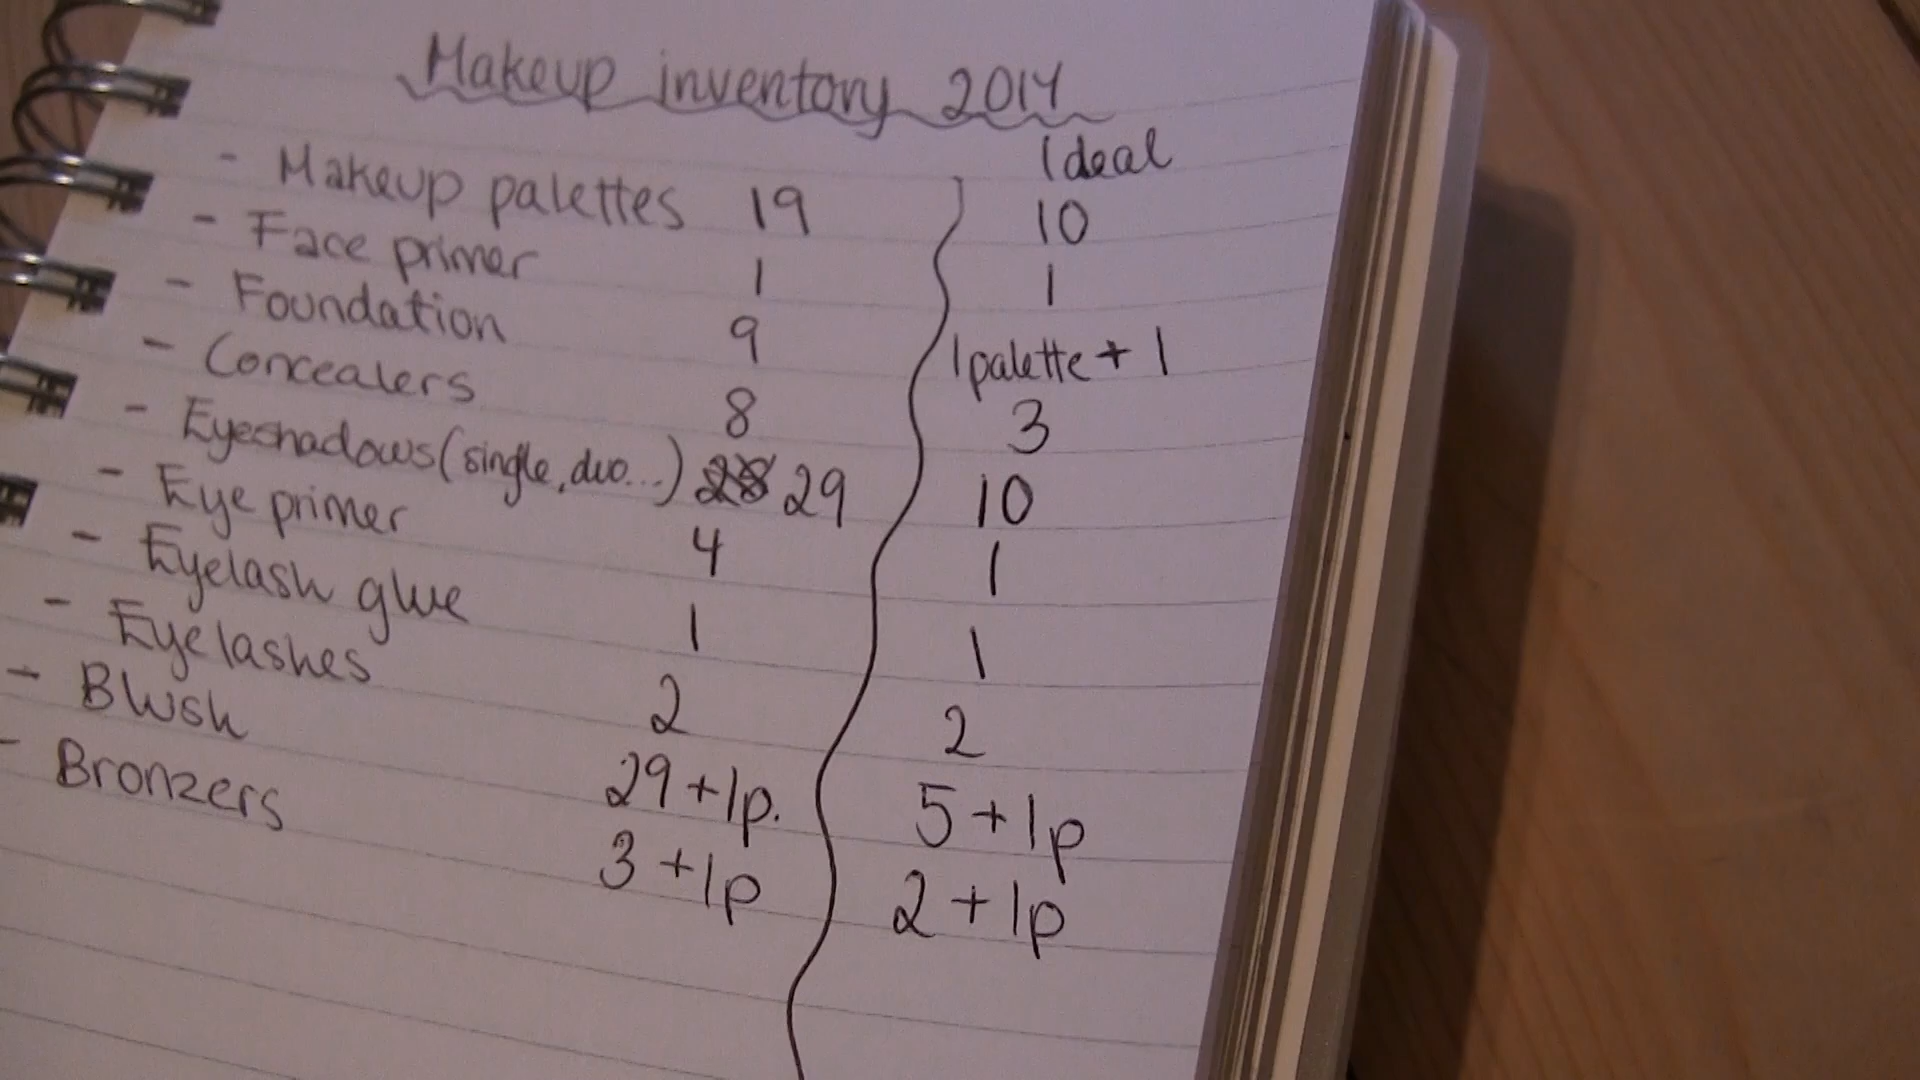 Makeup inventory 2014
Ideal
- Makeup palettes 19 10
- Face primer 1 1
- Foundation 9 1 palette + 1
- Concealers 8 3
- Eyeshadows (single, duo...) 28 29 10
- Eye primer 4 1
- Eyelash glue 1 1
- Eyelashes 2 2
- Blush 29 + 1p. 5 + 1p
- Bronzers 3 + 1p 2 + 1p